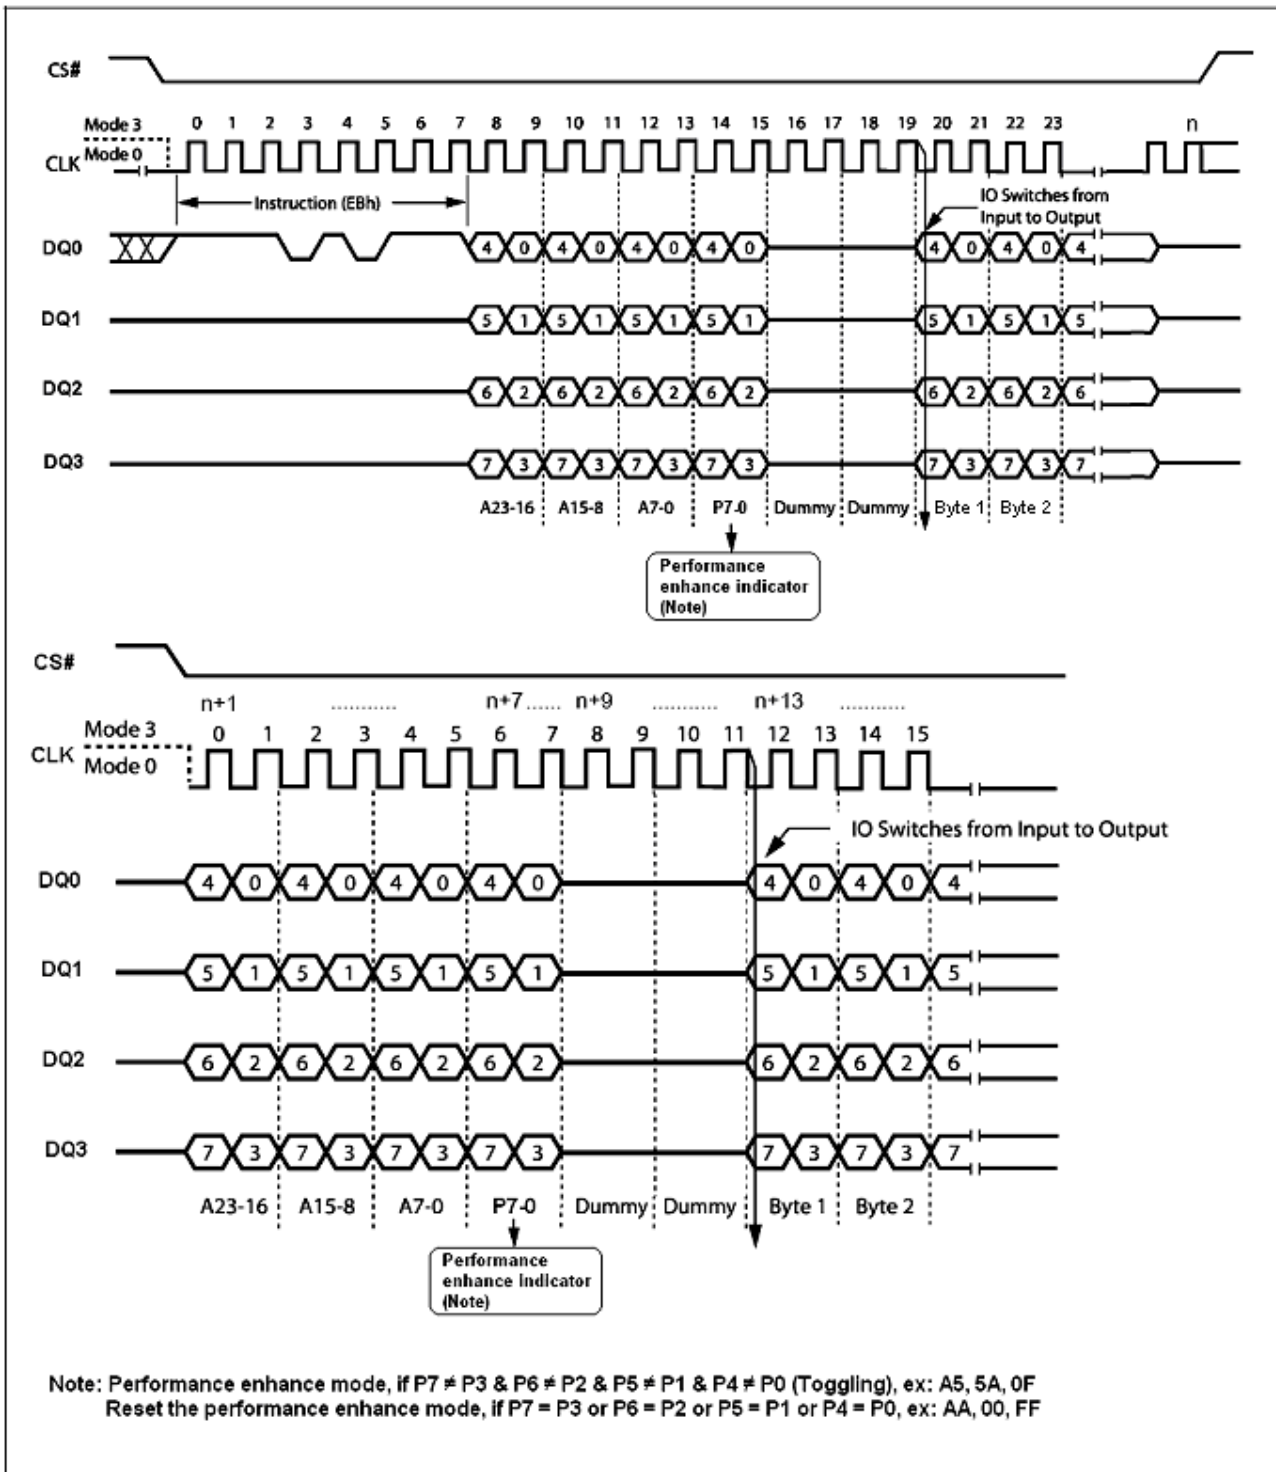 CS#
Mode 3
Mode 0
CLK
0 1 2 3 4 5 6 7 8 9 10 11 12 13 14 15 16 17 18 19 20 21 22 23 n
Instruction (EBh)
IO Switches from
Input to Output
DQ0
4 0 4 0 4 0 4 0 4 0 4 0 4
DQ1
5 1 5 1 5 1 5 1 5 1 5 1 5
DQ2
6 2 6 2 6 2 6 2 6 2 6 2 6
DQ3
7 3 7 3 7 3 7 3 7 3 7 3 7
A23-16 A15-8 A7-0 P7-0 Dummy Dummy Byte 1 Byte 2
Performance
enhance indicator
(Note)
CS#
n+1 ........... n+7 ...... n+9 ........... n+13 ...........
Mode 3
Mode 0
CLK
0 1 2 3 4 5 6 7 8 9 10 11 12 13 14 15
IO Switches from Input to Output
DQ0
4 0 4 0 4 0 4 0 4 0 4 0 4
DQ1
5 1 5 1 5 1 5 1 5 1 5 1 5
DQ2
6 2 6 2 6 2 6 2 6 2 6 2 6
DQ3
7 3 7 3 7 3 7 3 7 3 7 3 7
A23-16 A15-8 A7-0 P7-0 Dummy Dummy Byte 1 Byte 2
Performance
enhance indicator
(Note)
Note: Performance enhance mode, if P7 ≠ P3 & P6 ≠ P2 & P5 ≠ P1 & P4 ≠ P0 (Toggling), ex: A5, 5A, 0F
Reset the performance enhance mode, if P7 = P3 or P6 = P2 or P5 = P1 or P4 = P0, ex: AA, 00, FF